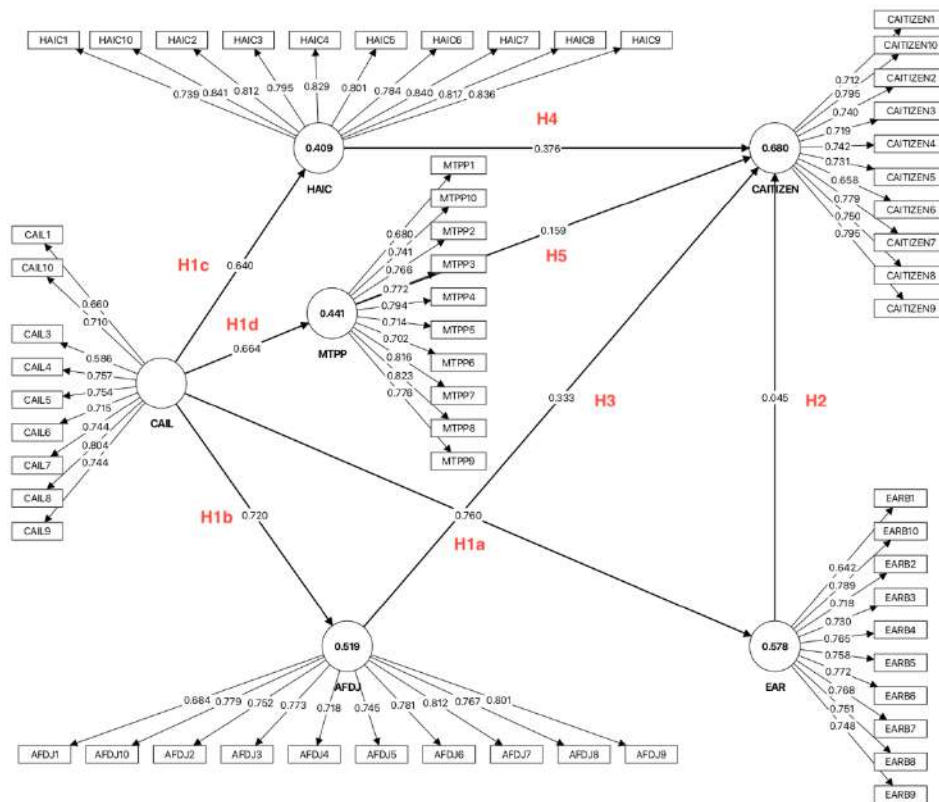 CAITIZEN1
HAIC1 HAIC10 HAIC2 HAIC3 HAIC4 HAIC5 HAIC6 HAIC7 HAIC8 HAIC9
CAITIZEN10
0.739 0.841 0.812 0.795 0.829 0.801 0.784 0.840 0.817 0.836
0.712
0.795
CAITIZEN2
0.740
CAITIZEN3
0.719
H4
0.409
0.376
0.680
0.742
CAITIZEN4
HAIC
CAITIZEN
0.731
CAITIZEN5
0.658
CAITIZEN6
0.779
CAITIZEN7
0.750
CAITIZEN8
0.795
CAITIZEN9
MTPP1
MTPP10
0.680
MTPP2
0.741
0.766
MTPP3
0.772
0.159
H5
MTPP4
0.794
0.441
0.714
MTPP5
MTPP
0.702
MTPP6
0.816
MTPP7
0.823
MTPP8
0.776
MTPP9
H1c
0.640
H1d
0.664
CAIL1
CAIL10
0.660
0.710
CAIL3
0.586
CAIL4
0.757
CAIL5
0.754
CAIL
CAIL6
0.715
0.744
CAIL7
0.804
CAIL8
0.744
CAIL9
0.333
H3
0.045
H2
H1b
0.720
0.760
H1a
EARB1
EARB10
0.642
0.789
EARB2
0.718
EARB3
0.730
EARB4
0.765
0.519
0.578
0.758
EARB5
AFDJ
EAR
0.772
EARB6
0.768
EARB7
0.751
0.748
EARB8
EARB9
0.684 0.779 0.752 0.773 0.718 0.745 0.781 0.812 0.767 0.801
AFDJ1 AFDJ10 AFDJ2 AFDJ3 AFDJ4 AFDJ5 AFDJ6 AFDJ7 AFDJ8 AFDJ9